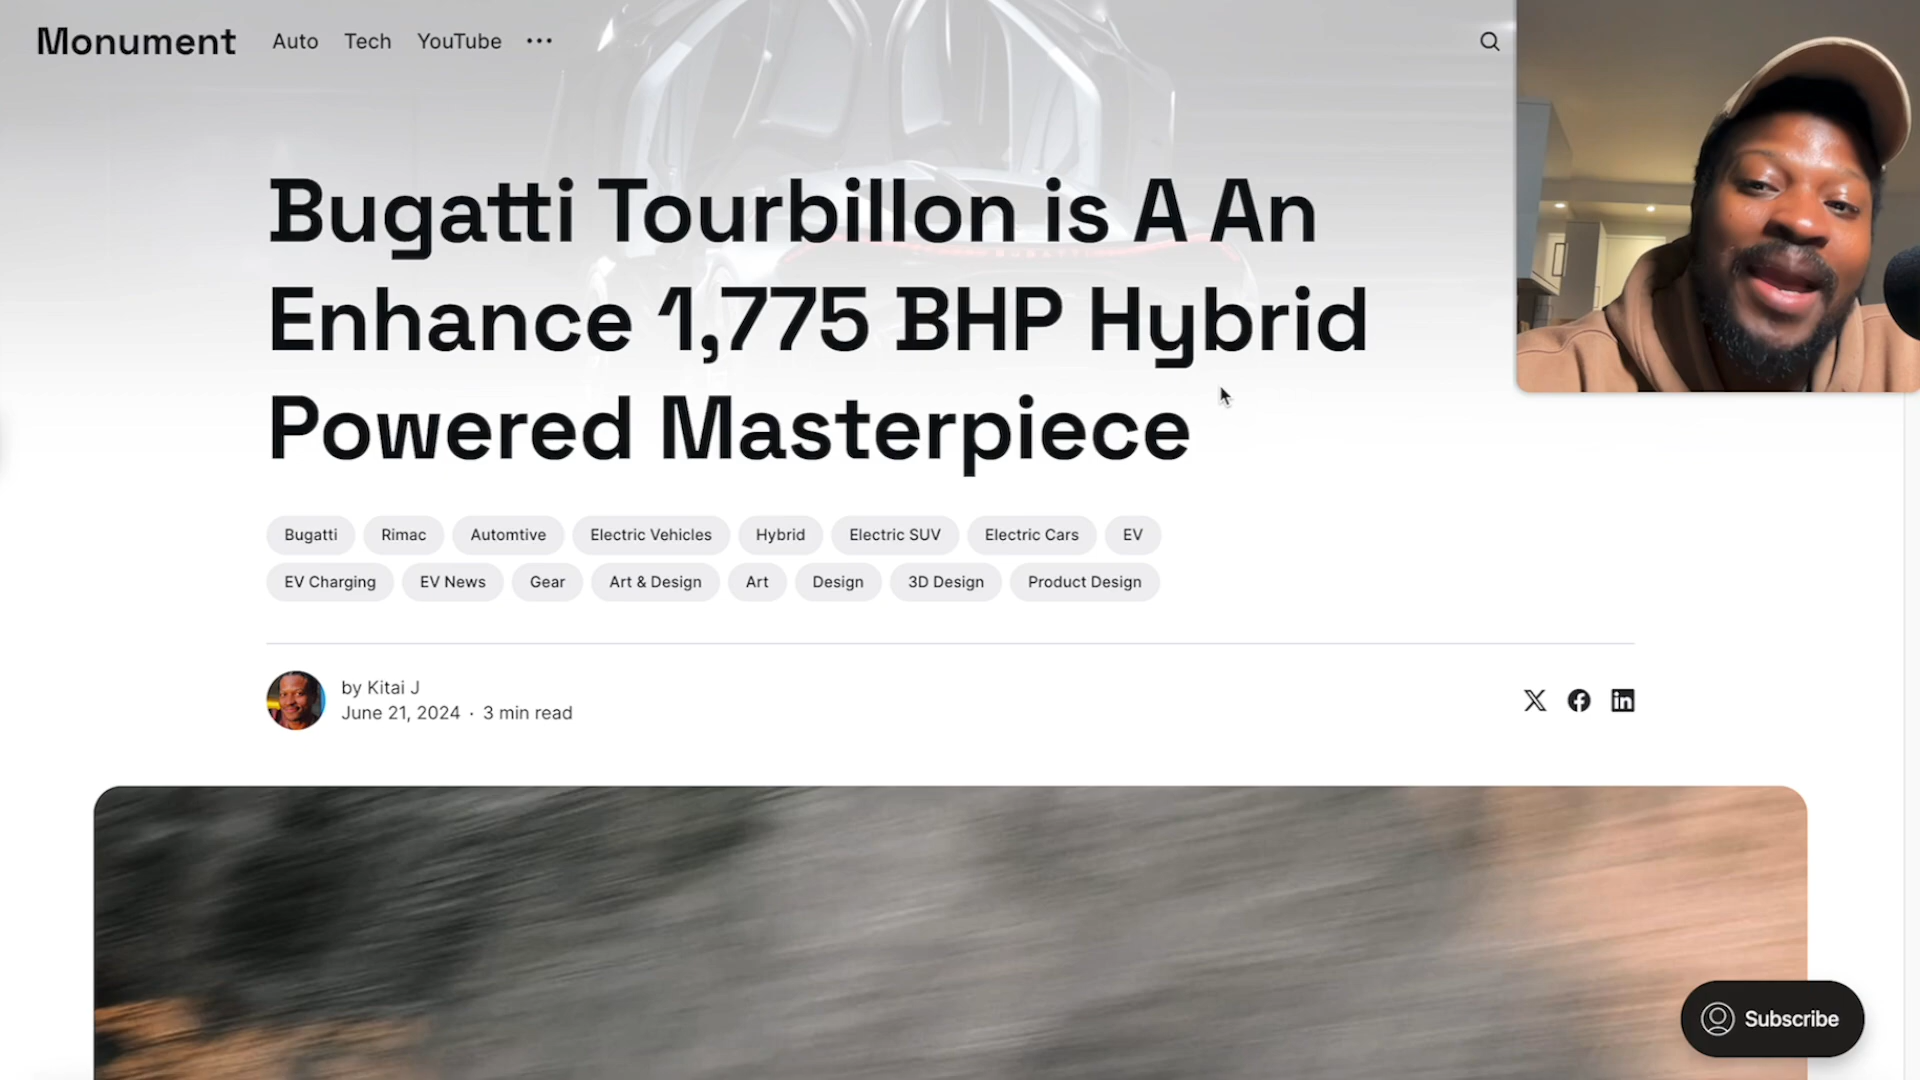 Monument Auto Tech YouTube
Bugatti Tourbillon is A An
Enhance 1,775 BHP Hybrid
Powered Masterpiece
BUGATTI
Bugatti Rimac Automtive Electric Vehicles Hybrid Electric SUV Electric Cars EV
EV Charging EV News Gear Art & Design Art Design 3D Design Product Design
by Kitai J
June 21, 2024 · 3 min read
Subscribe